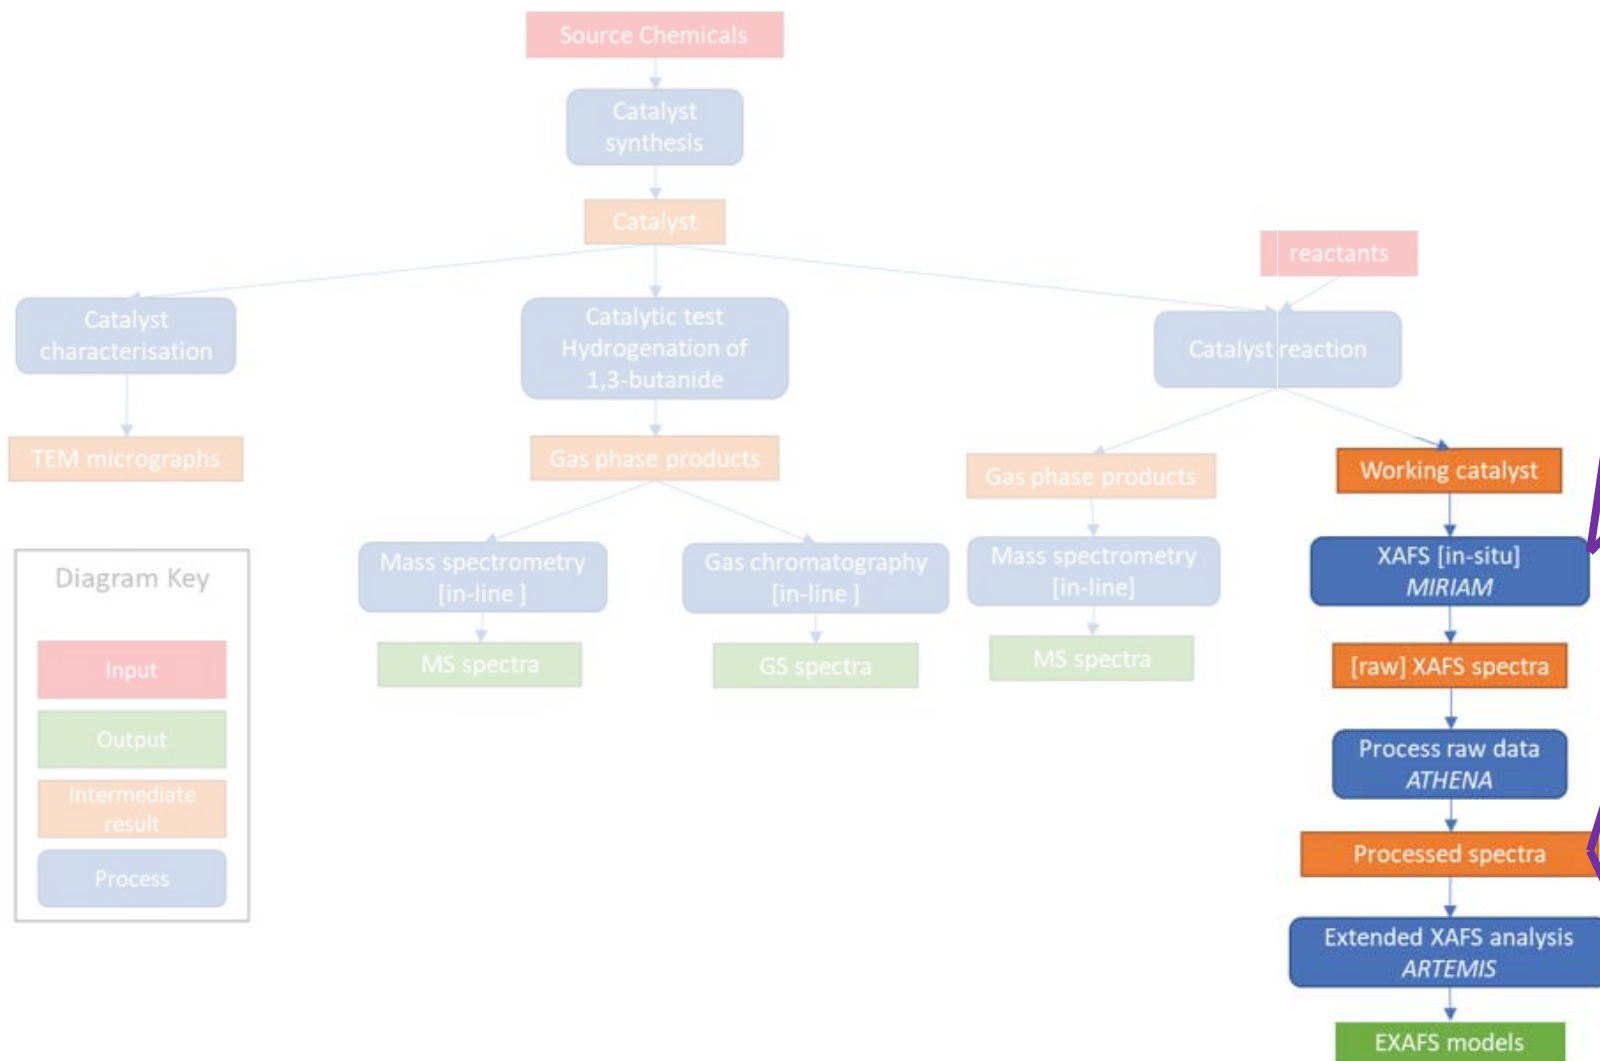 Source Chemicals
Catalyst
synthesis
Catalyst
reactants
Catalyst
characterisation
Catalytic test
Hydrogenation of
1,3-butanide
Catalyst reaction
TEM micrographs
Gas phase products
Gas phase products
Working catalyst
Mass spectrometry
[in-line ]
Gas chromatography
[in-line ]
Mass spectrometry
[in-line]
XAFS [in-situ]
MIRIAM
MS spectra
GS spectra
MS spectra
[raw] XAFS spectra
Process raw data
ATHENA
Processed spectra
Extended XAFS analysis
ARTEMIS
EXAFS models
Diagram Key
Input
Output
Intermediate
result
Process